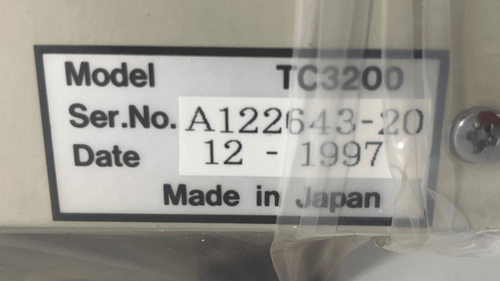 Model TC3200
Ser.No. A122643-20
Date 12 - 1997
Made in Japan